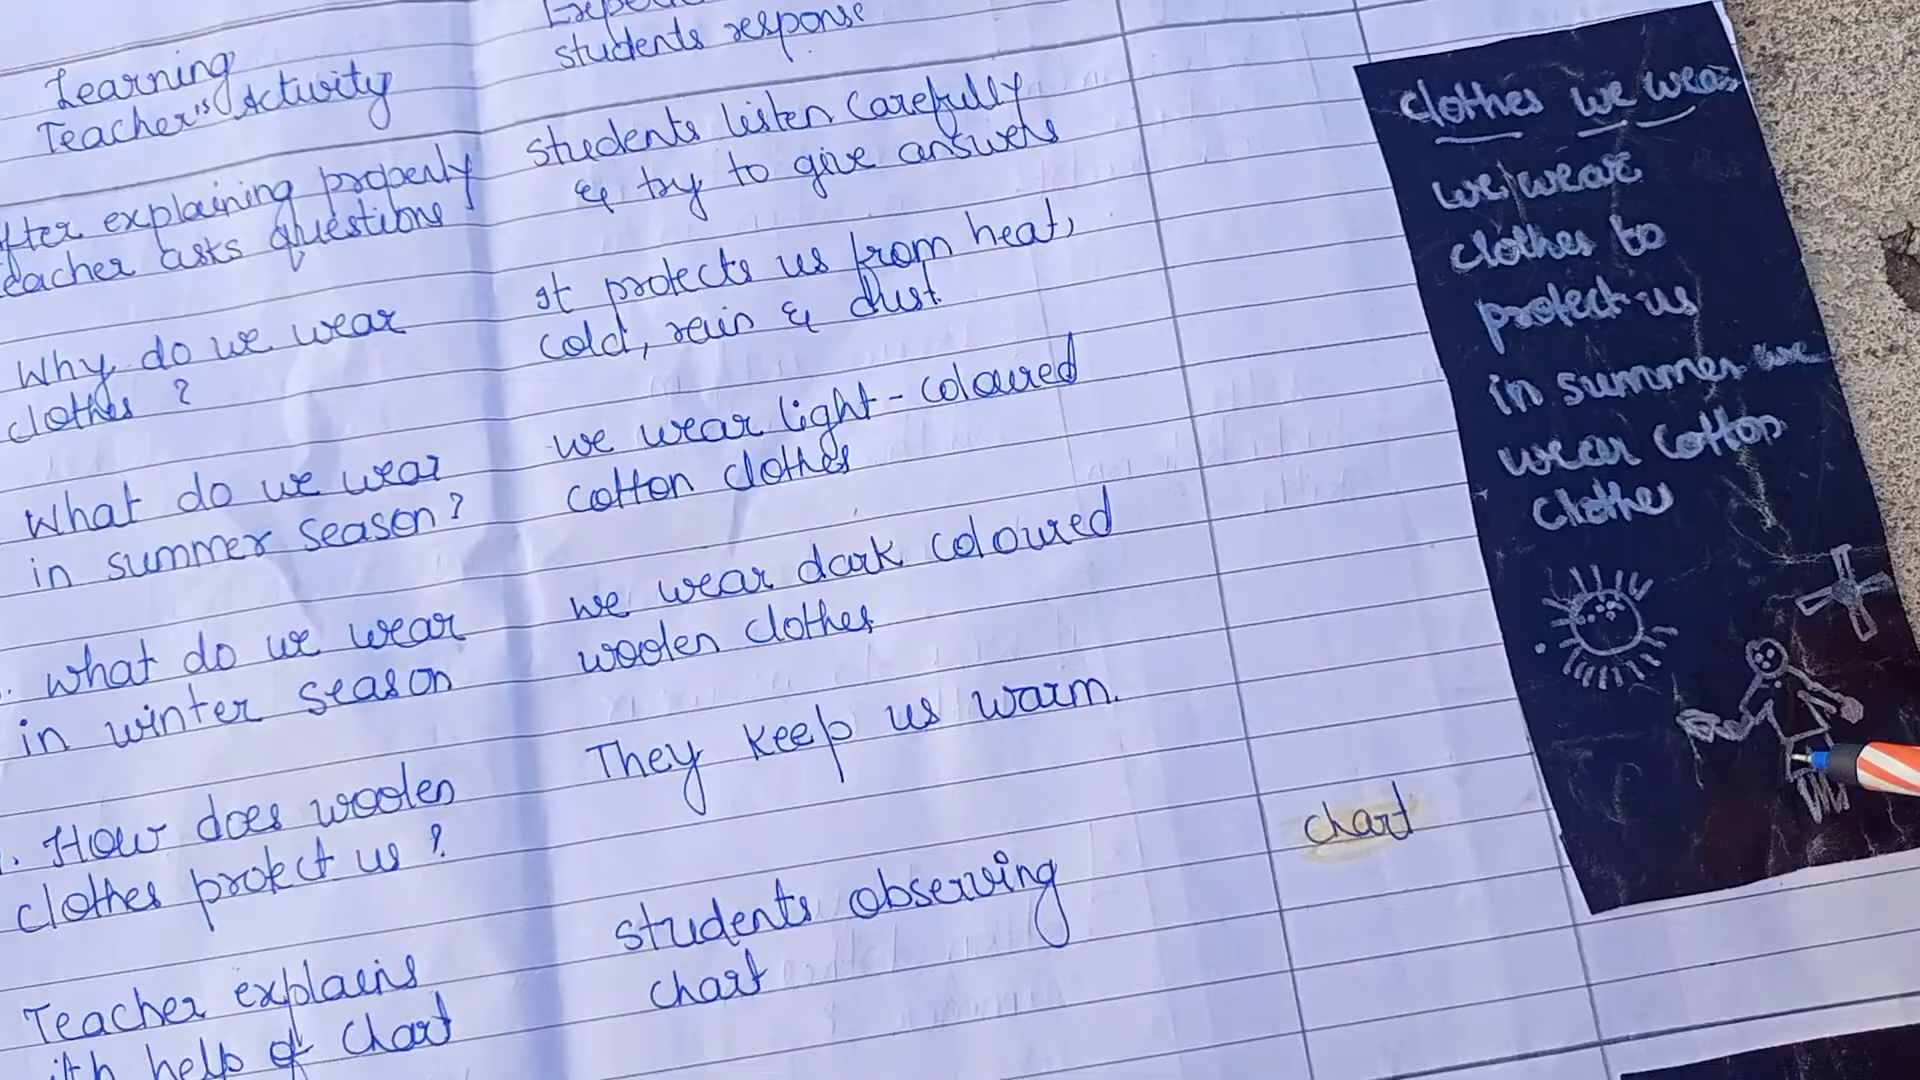 Learning
Teacher's Activity
fter explaining properly
eacher asks questions
Why do we wear
clothes ?
What do we wear
in summer season?
what do we wear
in winter season
How does woolen
clothes protect us ?
Teacher explains
ith help of Chart
students response
students listen carefully
& try to give answers
It protects us from heat,
cold, rain & dust.
we wear light-coloured
cotton clothes
we wear dark coloured
woolen clothes
They keep us warm.
students observing
chart
chart
clothes we wear
we wear
clothes to
protect us
in summer we
wear cotton
clothes